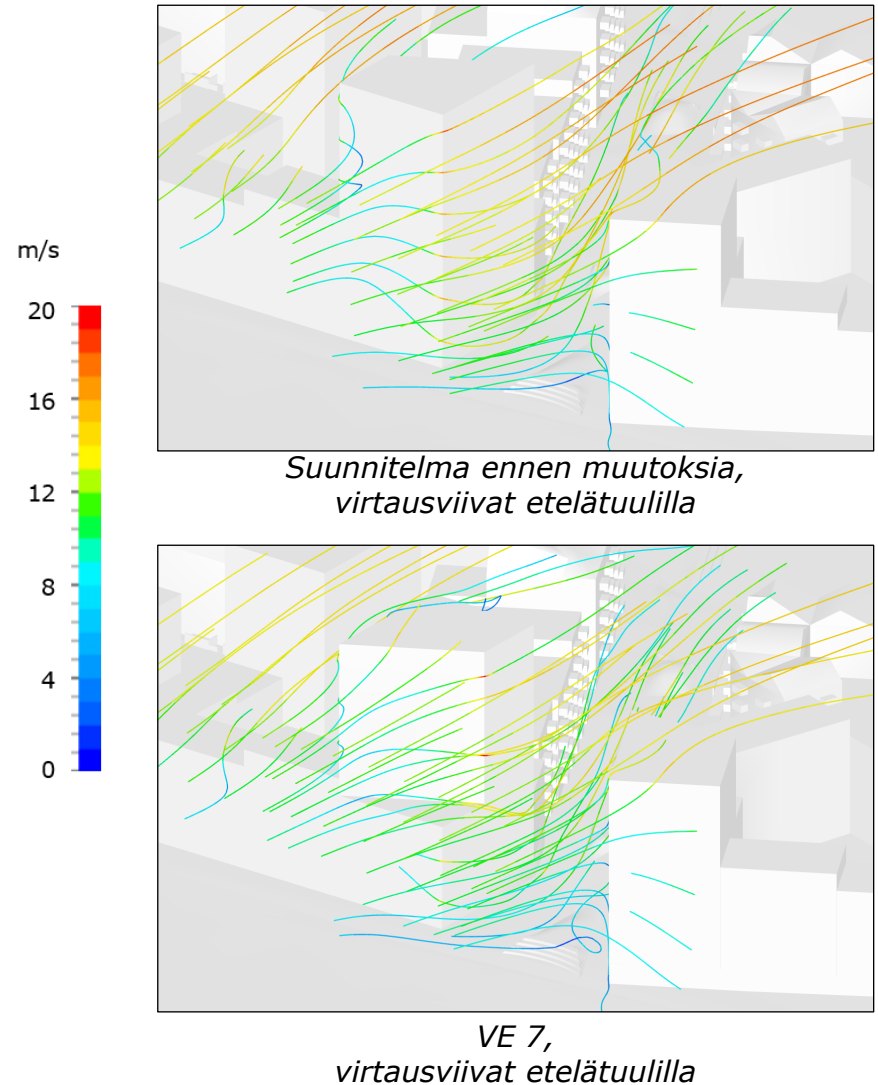 m/s
20
16
12
8
4
0
Suunnitelma ennen muutoksia,
virtausviivat etelätuulilla
VE 7,
virtausviivat etelätuulilla